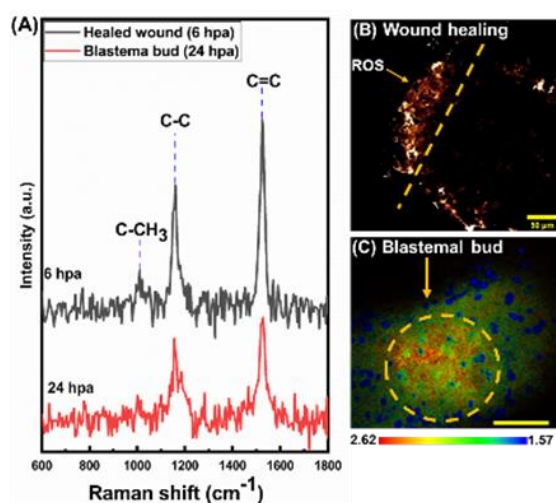 (A)
Healed wound (6 hpa)
Blastema bud (24 hpa)
C=C
C-C
C-CH3
6 hpa
24 hpa
Intensity (a.u.)
600 800 1000 1200 1400 1600 1800
Raman shift (cm⁻¹)
(B) Wound healing
ROS
50 µm
(C) Blastemal bud
2.62 1.57